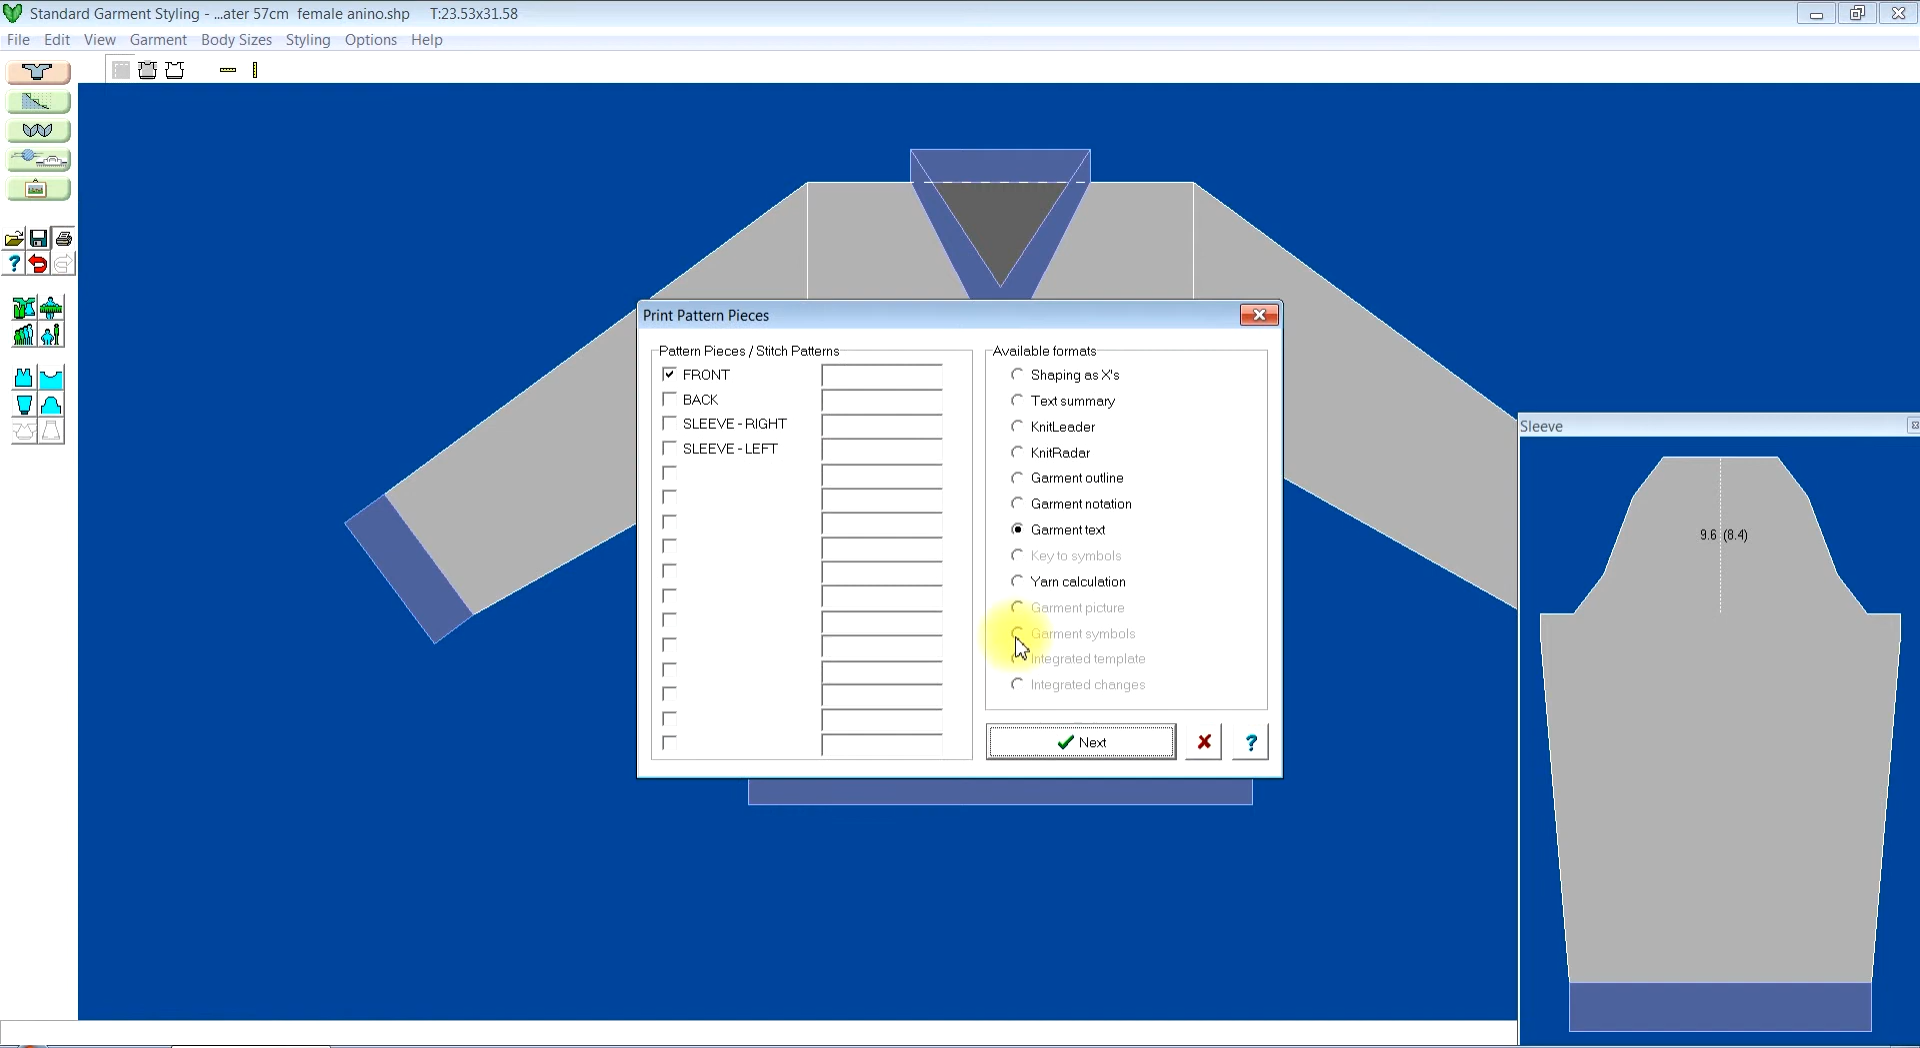 Standard Garment Styling - ...ater 57cm  female anino.shp    T:23.53x31.58
File Edit View Garment Body Sizes Styling Options Help
Print Pattern Pieces
Pattern Pieces / Stitch Patterns
FRONT
BACK
SLEEVE - RIGHT
SLEEVE - LEFT
Available formats
Shaping as X's
Text summary
KnitLeader
KnitRadar
Garment outline
Garment notation
Garment text
Key to symbols
Yarn calculation
Garment picture
Garment symbols
Integrated template
Integrated changes
Next
?
Sleeve
9.6 (8.4)